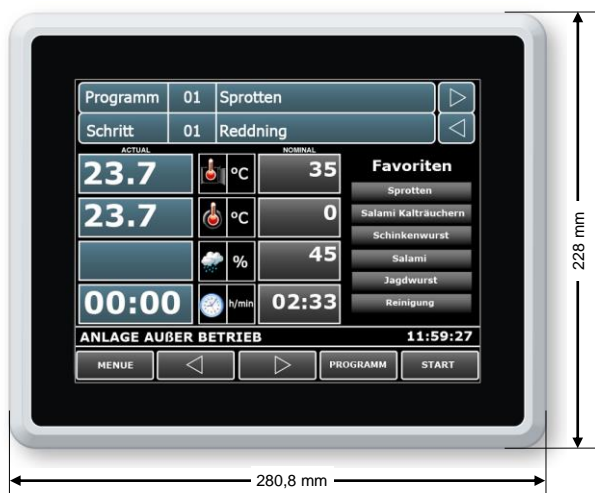 Programm 01 Sprotten
Schritt 01 Reddning
ACTUAL NOMINAL
23.7 °C 35 Favoriten
Sprotten
23.7 °C 0 Salami Kalträuchern
Schinkenwurst
% 45 Salami
Jagdwurst
00:00 h/min 02:33 Reinigung
ANLAGE AUßER BETRIEB 11:59:27
MENUE PROGRAMM START
228 mm
280,8 mm